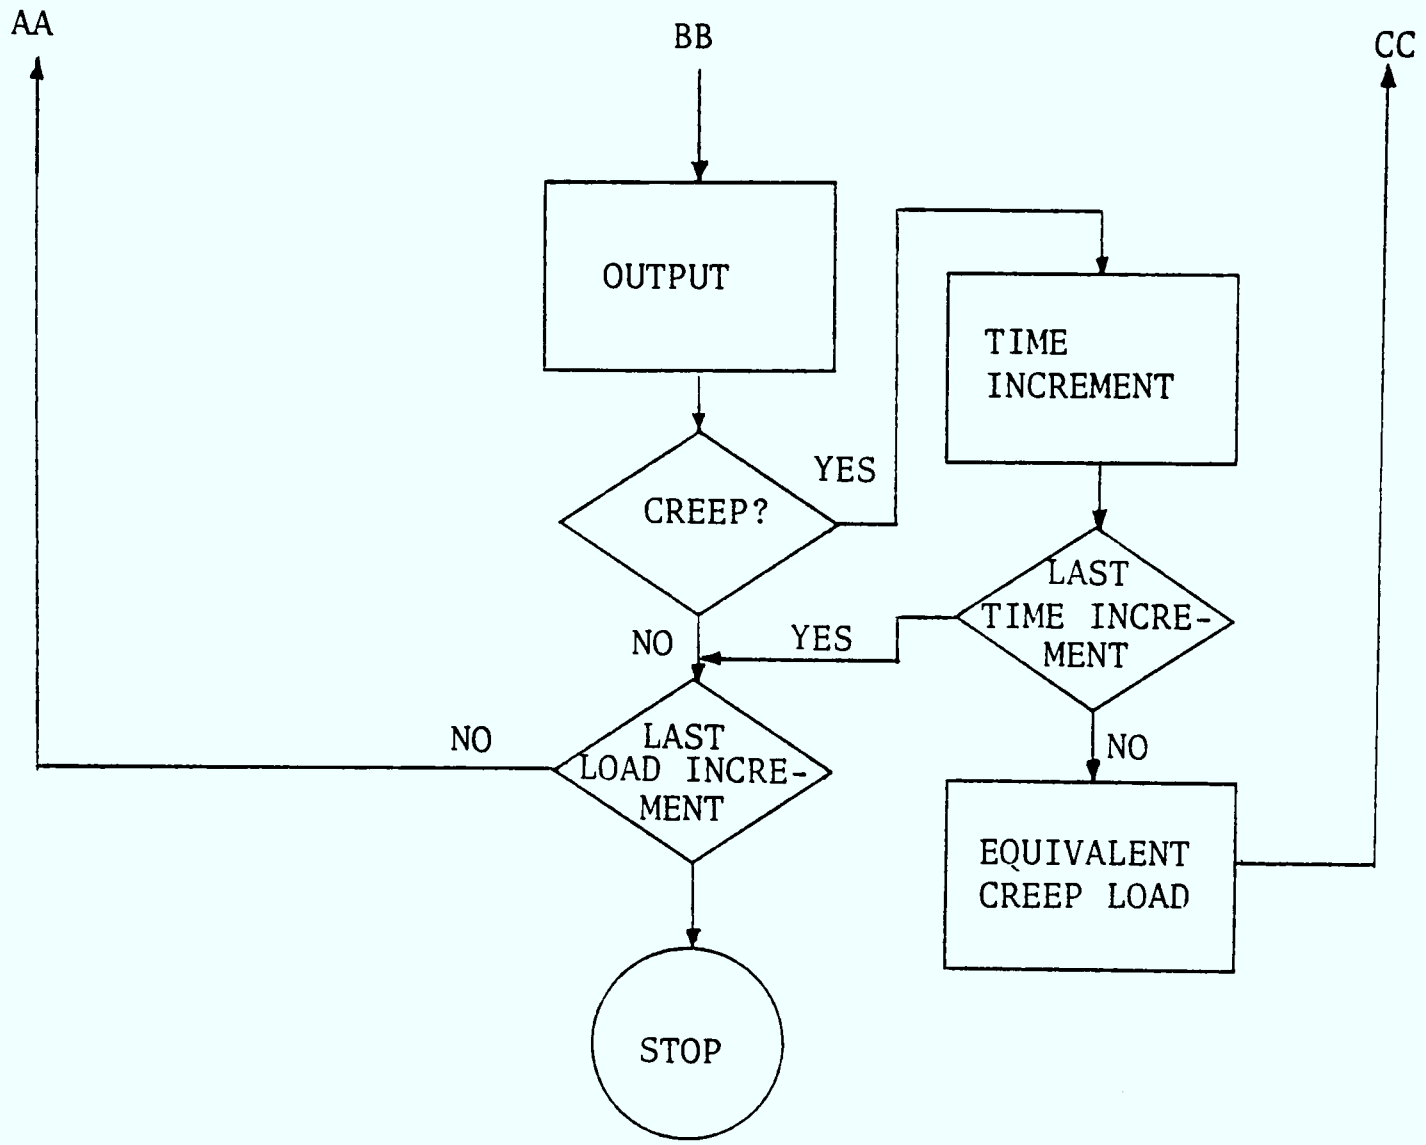 AA
BB
CC
OUTPUT
TIME
INCREMENT
YES
CREEP?
LAST
TIME INCRE-
MENT
NO
YES
LAST
LOAD INCRE-
MENT
NO
NO
EQUIVALENT
CREEP LOAD
STOP